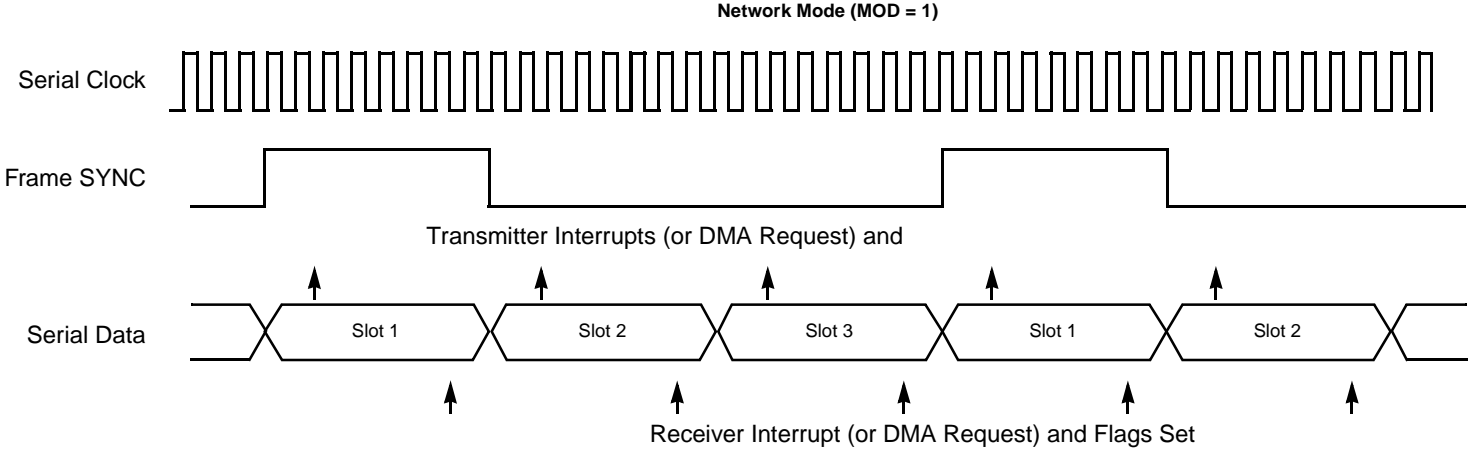 Network Mode (MOD = 1)
Serial Clock
Frame SYNC
Transmitter Interrupts (or DMA Request) and
Serial Data
Slot 1
Slot 2
Slot 3
Slot 1
Slot 2
Receiver Interrupt (or DMA Request) and Flags Set